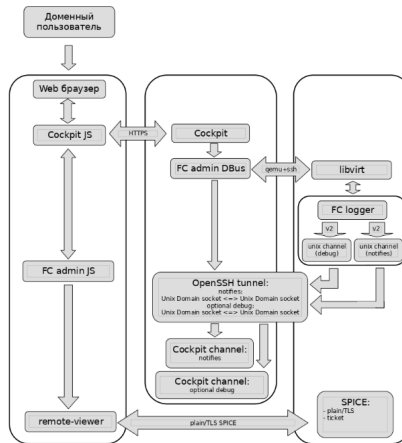 Доменный
пользователь
Web браузер
Cockpit JS
HTTPS
Cockpit
FC admin DBus
qemu+ssh
libvirt
FC logger
v2
v2
unix channel
(debug)
unix channel
(notifies)
FC admin JS
OpenSSH tunnel:
notifies:
Unix Domain socket <=> Unix Domain socket
optional debug:
Unix Domain socket <=> Unix Domain socket
Cockpit channel:
notifies
Cockpit channel:
optional debug
remote-viewer
plain/TLS SPICE
SPICE:
- plain/TLS
- ticket